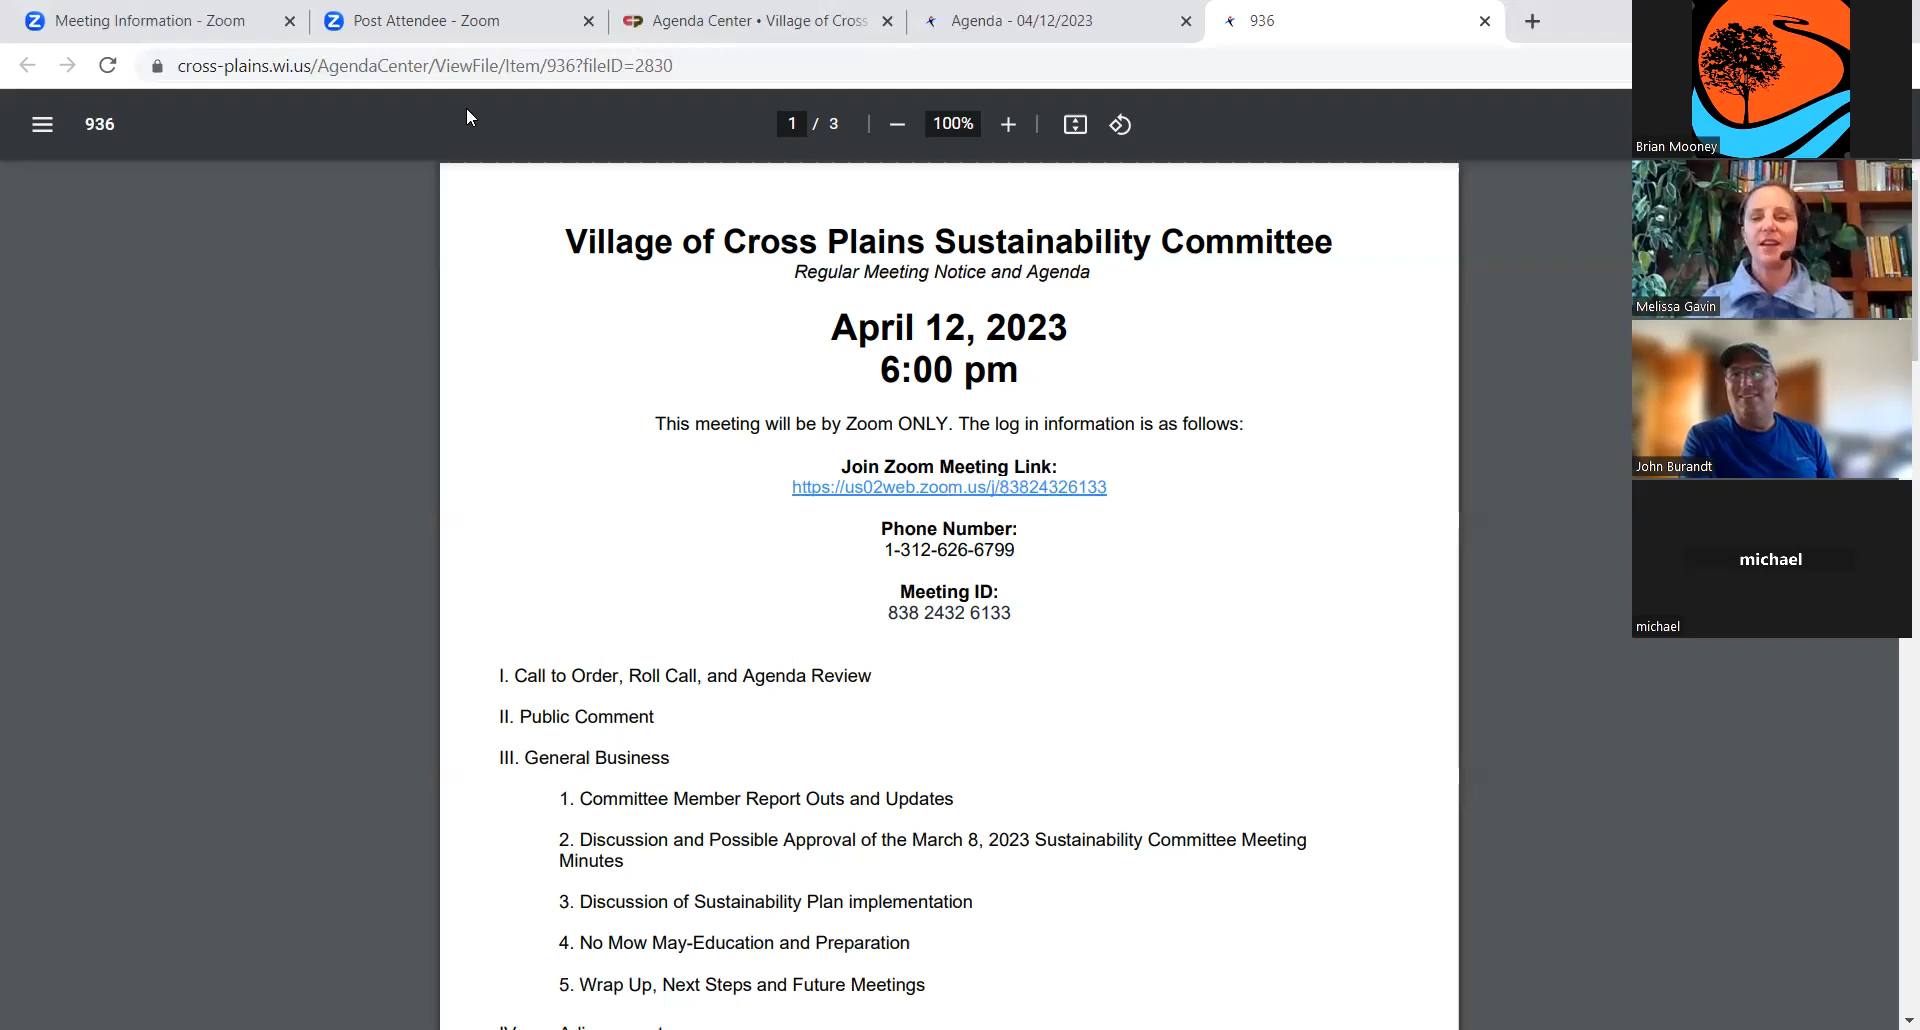 Meeting Information - Zoom
Post Attendee - Zoom
Agenda Center • Village of Cross
Agenda - 04/12/2023
936
cross-plains.wi.us/AgendaCenter/ViewFile/Item/936?fileID=2830
936
1 / 3
100%
Village of Cross Plains Sustainability Committee
Regular Meeting Notice and Agenda
April 12, 2023
6:00 pm
This meeting will be by Zoom ONLY. The log in information is as follows:
Join Zoom Meeting Link:
https://us02web.zoom.us/j/83824326133
Phone Number:
1-312-626-6799
Meeting ID:
838 2432 6133
I. Call to Order, Roll Call, and Agenda Review
II. Public Comment
III. General Business
1. Committee Member Report Outs and Updates
2. Discussion and Possible Approval of the March 8, 2023 Sustainability Committee Meeting
Minutes
3. Discussion of Sustainability Plan implementation
4. No Mow May-Education and Preparation
5. Wrap Up, Next Steps and Future Meetings
Brian Mooney
Melissa Gavin
John Burandt
michael
michael